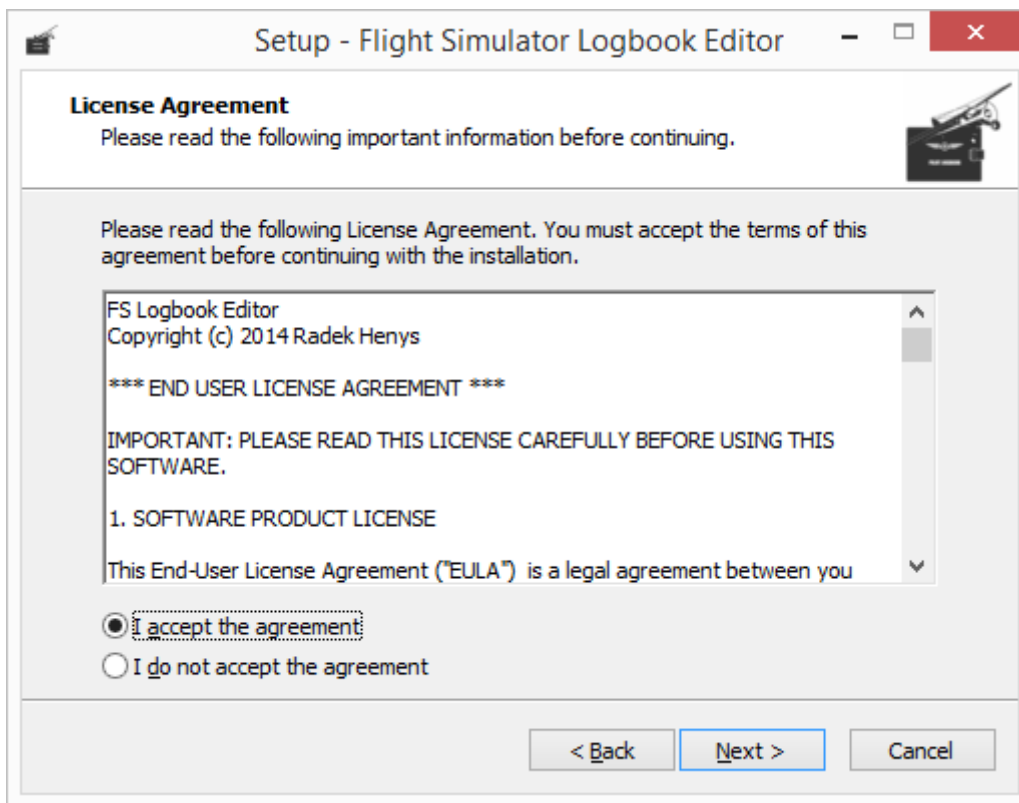 Setup - Flight Simulator Logbook Editor
License Agreement
Please read the following important information before continuing.
Please read the following License Agreement. You must accept the terms of this
agreement before continuing with the installation.
FS Logbook Editor
Copyright (c) 2014 Radek Henys
*** END USER LICENSE AGREEMENT ***
IMPORTANT: PLEASE READ THIS LICENSE CAREFULLY BEFORE USING THIS
SOFTWARE.
1. SOFTWARE PRODUCT LICENSE
This End-User License Agreement ("EULA")  is a legal agreement between you
I accept the agreement
I do not accept the agreement
< Back
Next >
Cancel